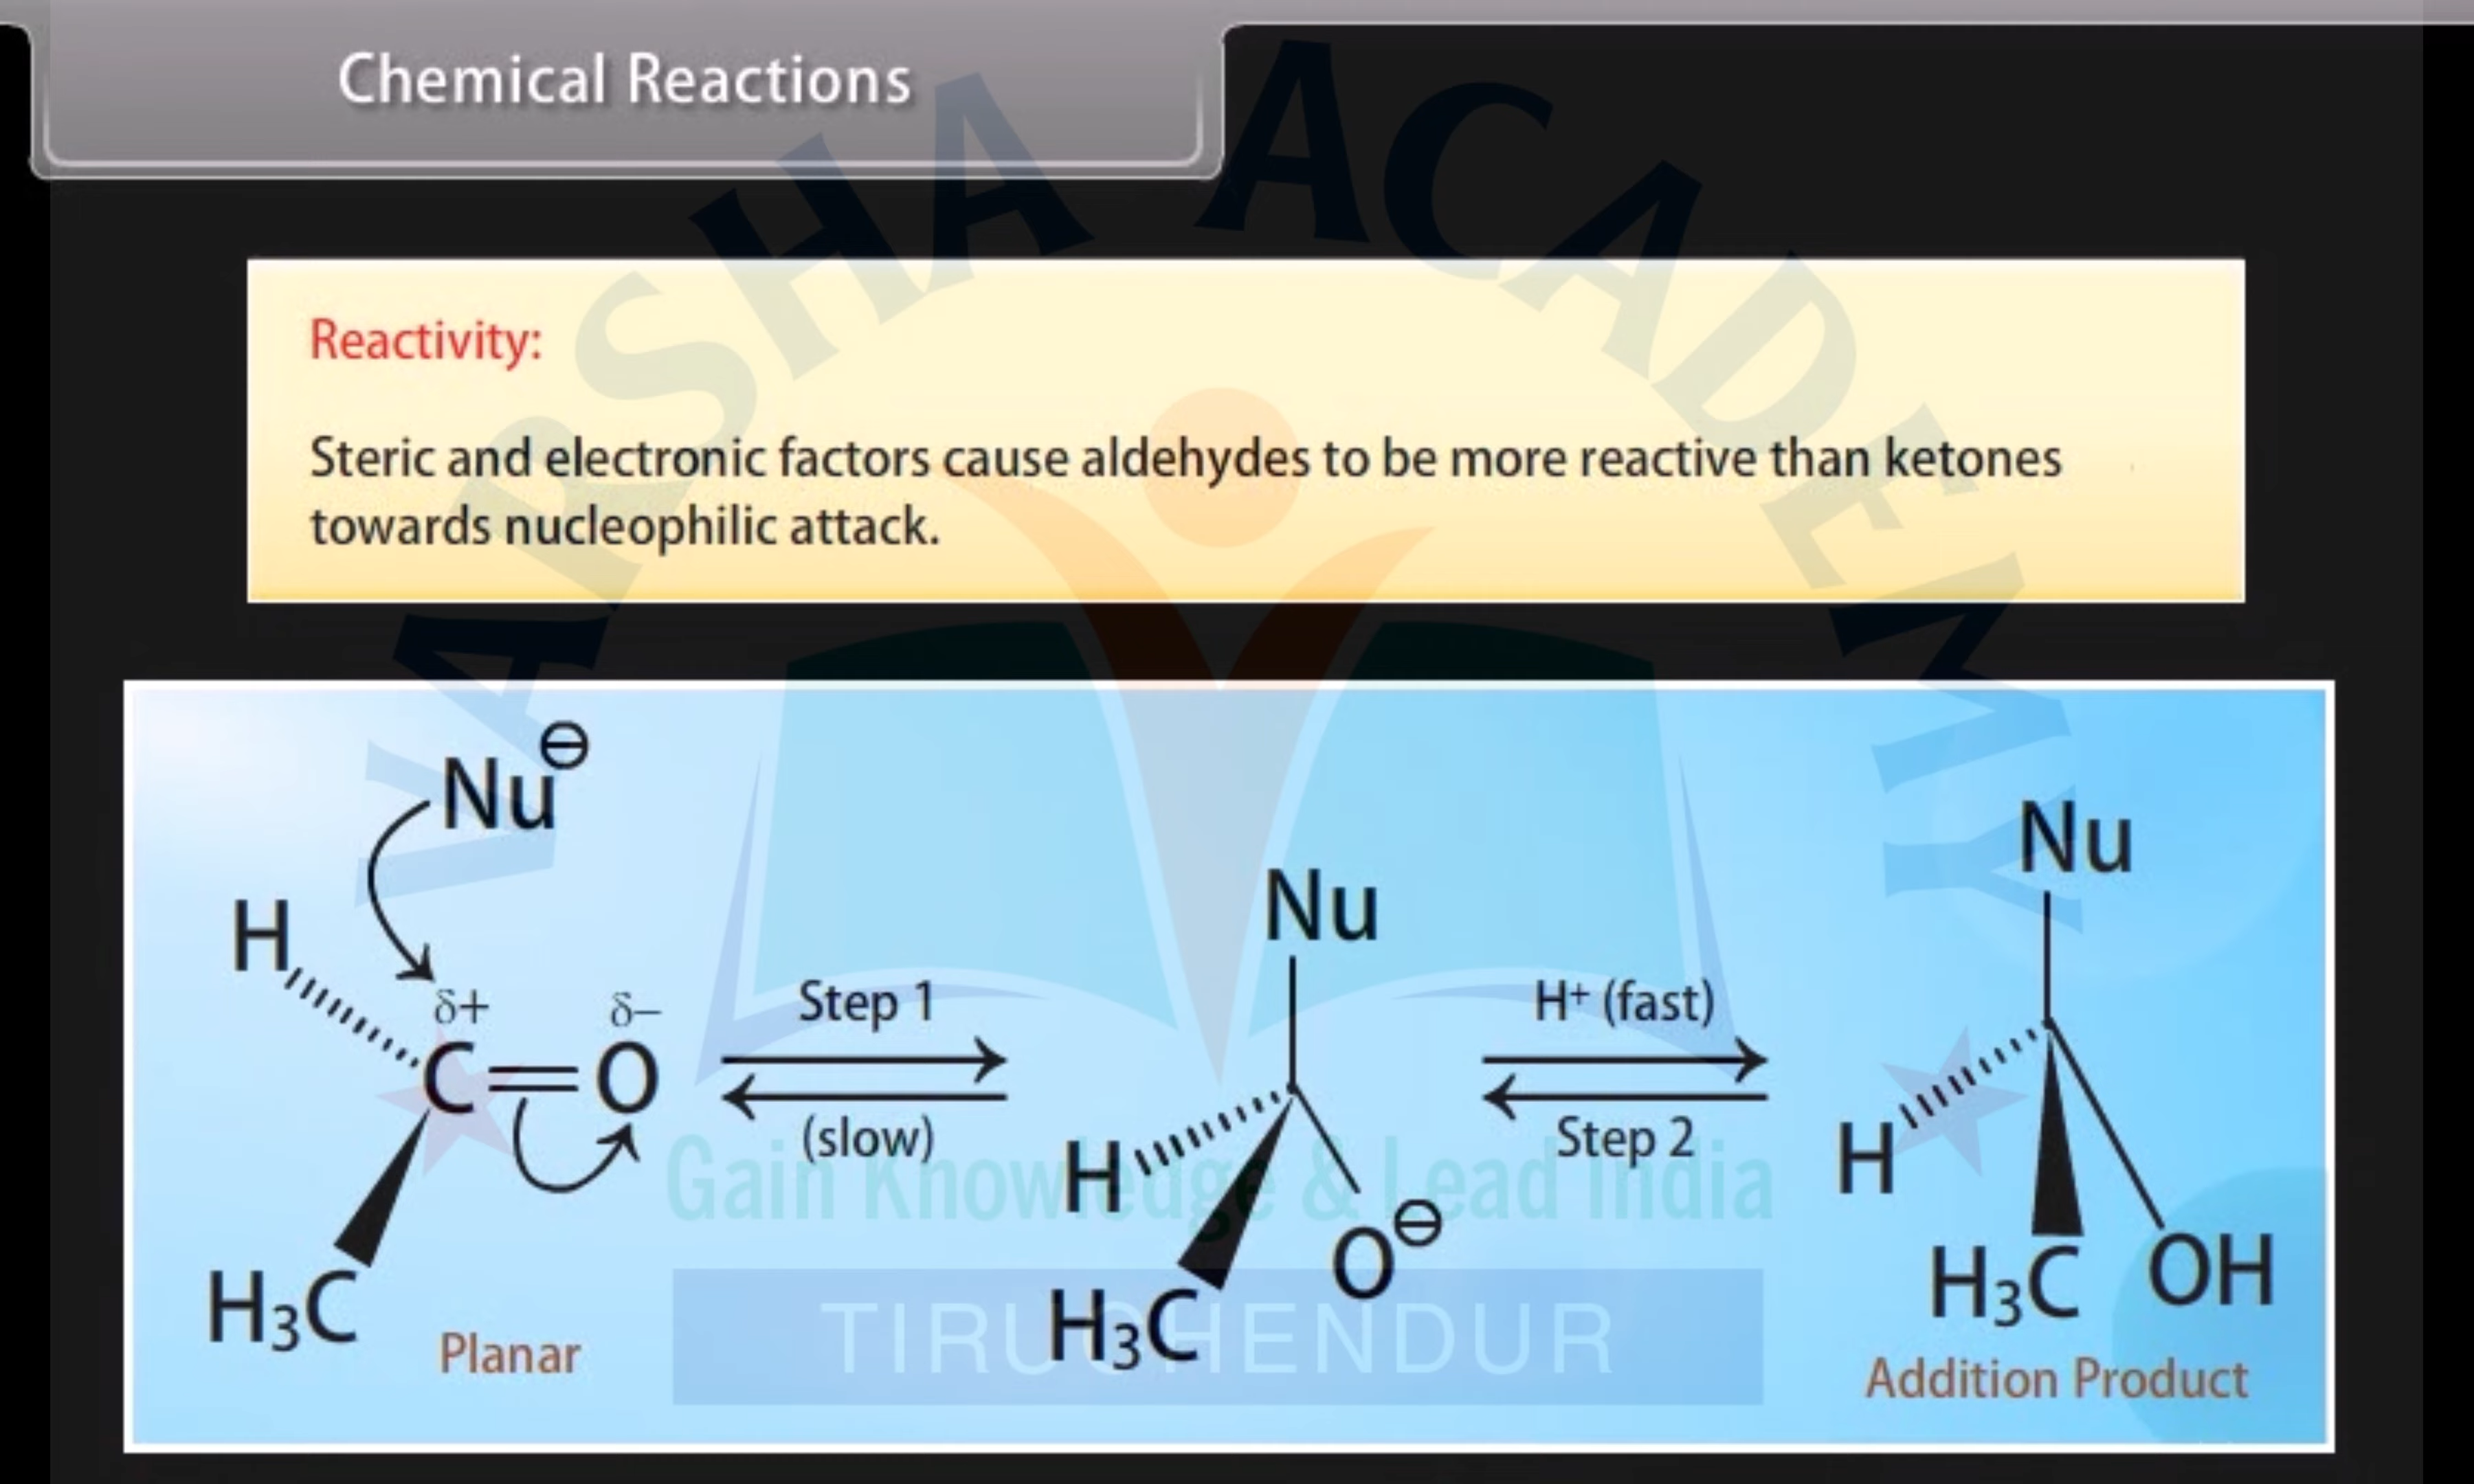 Chemical Reactions
VARSHA ACADEMY
Reactivity:
Steric and electronic factors cause aldehydes to be more reactive than ketones
towards nucleophilic attack.
Nu⊖
H
δ+ δ−
C=O
H₃C
Planar
Step 1
(slow)
Nu
H
O⊖
H₃C
H⁺ (fast)
Step 2
Nu
H
H₃C OH
Addition Product
Gain Knowledge & Lead India
TIRUCHENDUR